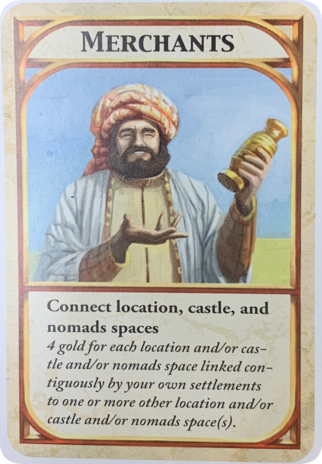 MERCHANTS
Connect location, castle, and
nomads spaces
4 gold for each location and/or cas-
tle and/or nomads space linked con-
tiguously by your own settlements
to one or more other location and/or
castle and/or nomads space(s).